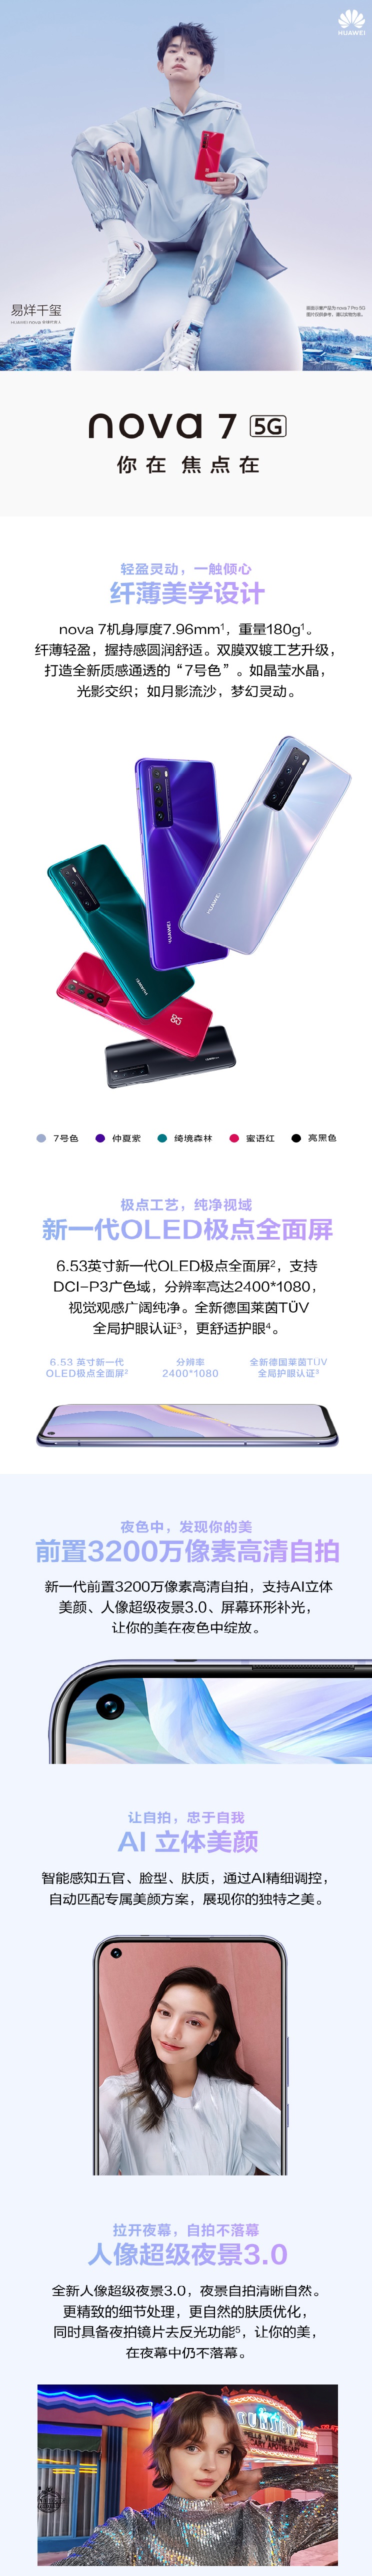 HUAWEI
易烊千玺
nova 7 5G
你在 焦点在
轻盈灵动，一触倾心
纤薄美学设计
nova 7机身厚度7.96mm¹，重量180g¹。
纤薄轻盈，握持感圆润舒适。双膜双镀工艺升级，
打造全新质感通透的“7号色”。如晶莹水晶，
光影交织；如月影流沙，梦幻灵动。
HUAWEI
HUAWEI
HUAWEI
7号色 仲夏紫 绮境森林 蜜语红 亮黑色
极点工艺，纯净视域
新一代OLED极点全面屏
6.53英寸新一代OLED极点全面屏²，支持
DCI-P3广色域，分辨率高达2400*1080，
视觉观感广阔纯净。全新德国莱茵TÜV
全局护眼认证³，更舒适护眼⁴。
6.53 英寸新一代
OLED极点全面屏²
分辨率
2400*1080
全新德国莱茵TÜV
全局护眼认证³
夜色中，发现你的美
前置3200万像素高清自拍
新一代前置3200万像素高清自拍，支持AI立体
美颜、人像超级夜景3.0、屏幕环形补光，
让你的美在夜色中绽放。
让自拍，忠于自我
AI 立体美颜
智能感知五官、脸型、肤质，通过AI精细调控，
自动匹配专属美颜方案，展现你的独特之美。
拉开夜幕，自拍不落幕
人像超级夜景3.0
全新人像超级夜景3.0，夜景自拍清晰自然。
更精致的细节处理，更自然的肤质优化，
同时具备夜拍镜片去反光功能⁵，让你的美，
在夜幕中仍不落幕。